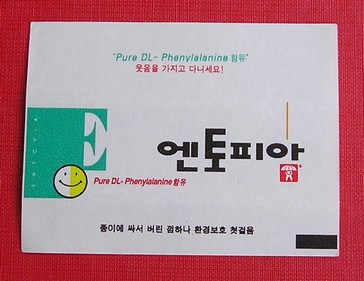 "Pure DL- Phenylalanine 함유"
웃음을 가지고 다니세요!
E
ENTOPIA
엔토피아
Pure DL- Phenylalanine 함유
종이에 싸서 버린 껌하나 환경보호 첫걸음